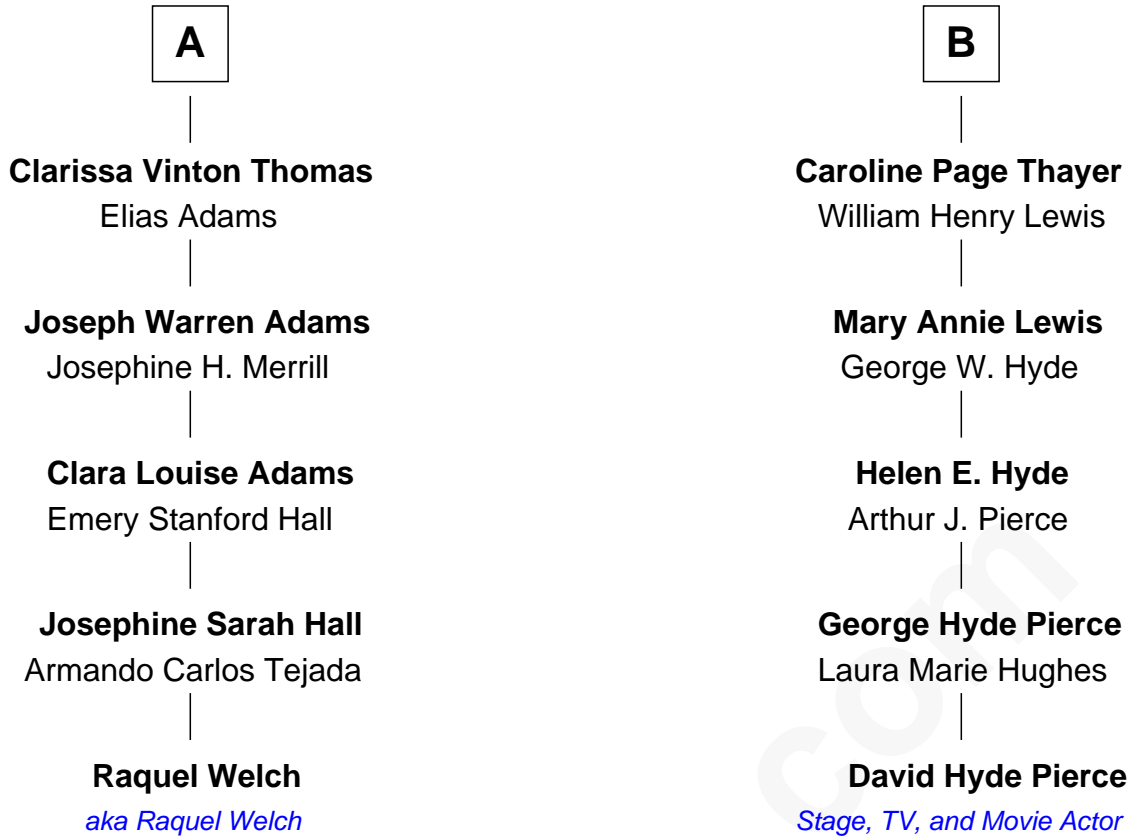 A
Clarissa Vinton Thomas
Elias Adams
Joseph Warren Adams
Josephine H. Merrill
Clara Louise Adams
Emery Stanford Hall
Josephine Sarah Hall
Armando Carlos Tejada
Raquel Welch
aka Raquel Welch
B
Caroline Page Thayer
William Henry Lewis
Mary Annie Lewis
George W. Hyde
Helen E. Hyde
Arthur J. Pierce
George Hyde Pierce
Laura Marie Hughes
David Hyde Pierce
Stage, TV, and Movie Actor
com